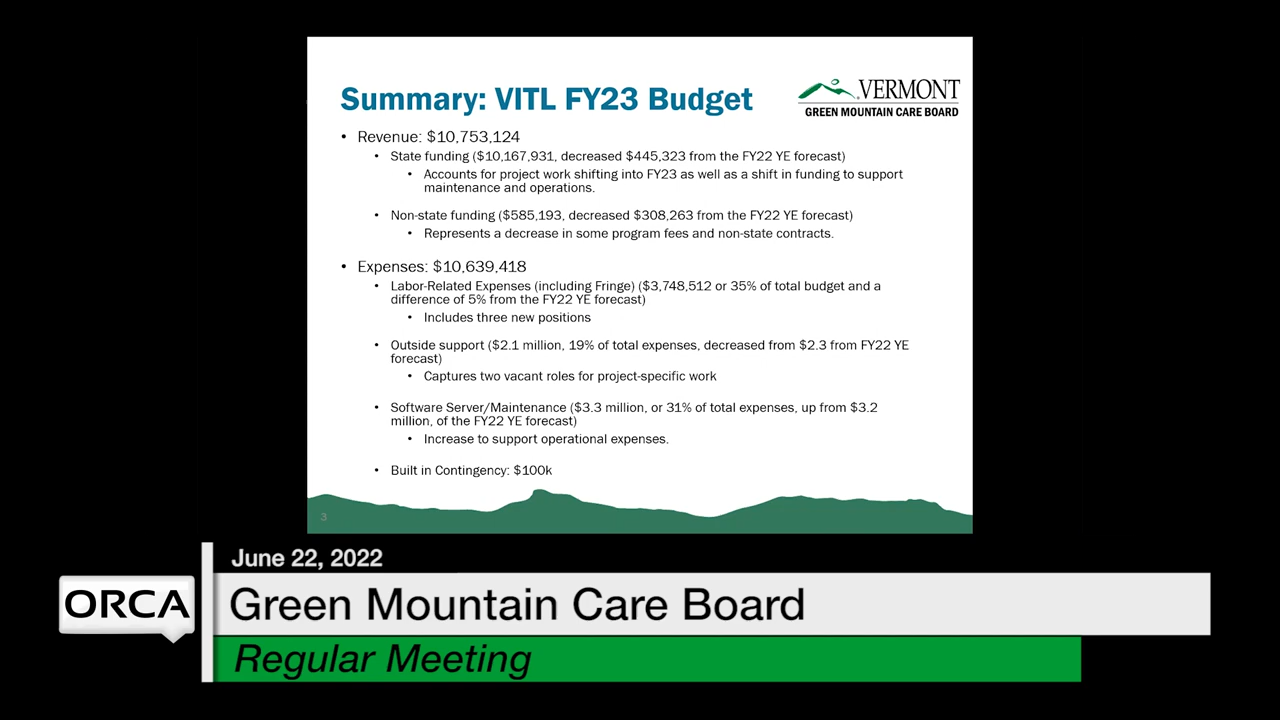 Summary: VITL FY23 Budget
VERMONT
GREEN MOUNTAIN CARE BOARD
• Revenue: $10,753,124
• State funding ($10,167,931, decreased $445,323 from the FY22 YE forecast)
• Accounts for project work shifting into FY23 as well as a shift in funding to support
maintenance and operations.
• Non-state funding ($585,193, decreased $308,263 from the FY22 YE forecast)
• Represents a decrease in some program fees and non-state contracts.
• Expenses: $10,639,418
• Labor-Related Expenses (including Fringe) ($3,748,512 or 35% of total budget and a
difference of 5% from the FY22 YE forecast)
• Includes three new positions
• Outside support ($2.1 million, 19% of total expenses, decreased from $2.3 from FY22 YE
forecast)
• Captures two vacant roles for project-specific work
• Software Server/Maintenance ($3.3 million, or 31% of total expenses, up from $3.2
million, of the FY22 YE forecast)
• Increase to support operational expenses.
• Built in Contingency: $100k
3
June 22, 2022
ORCA
Green Mountain Care Board
Regular Meeting